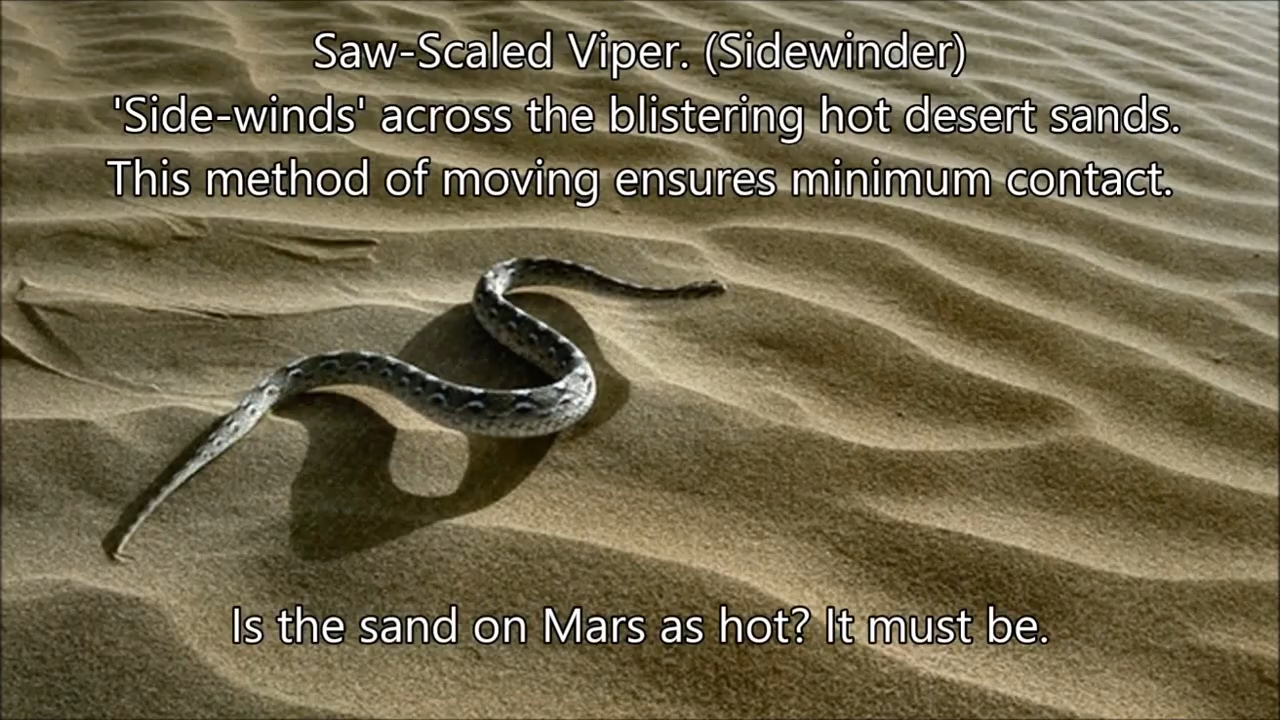 Saw-Scaled Viper. (Sidewinder)
'Side-winds' across the blistering hot desert sands.
This method of moving ensures minimum contact.
Is the sand on Mars as hot? It must be.